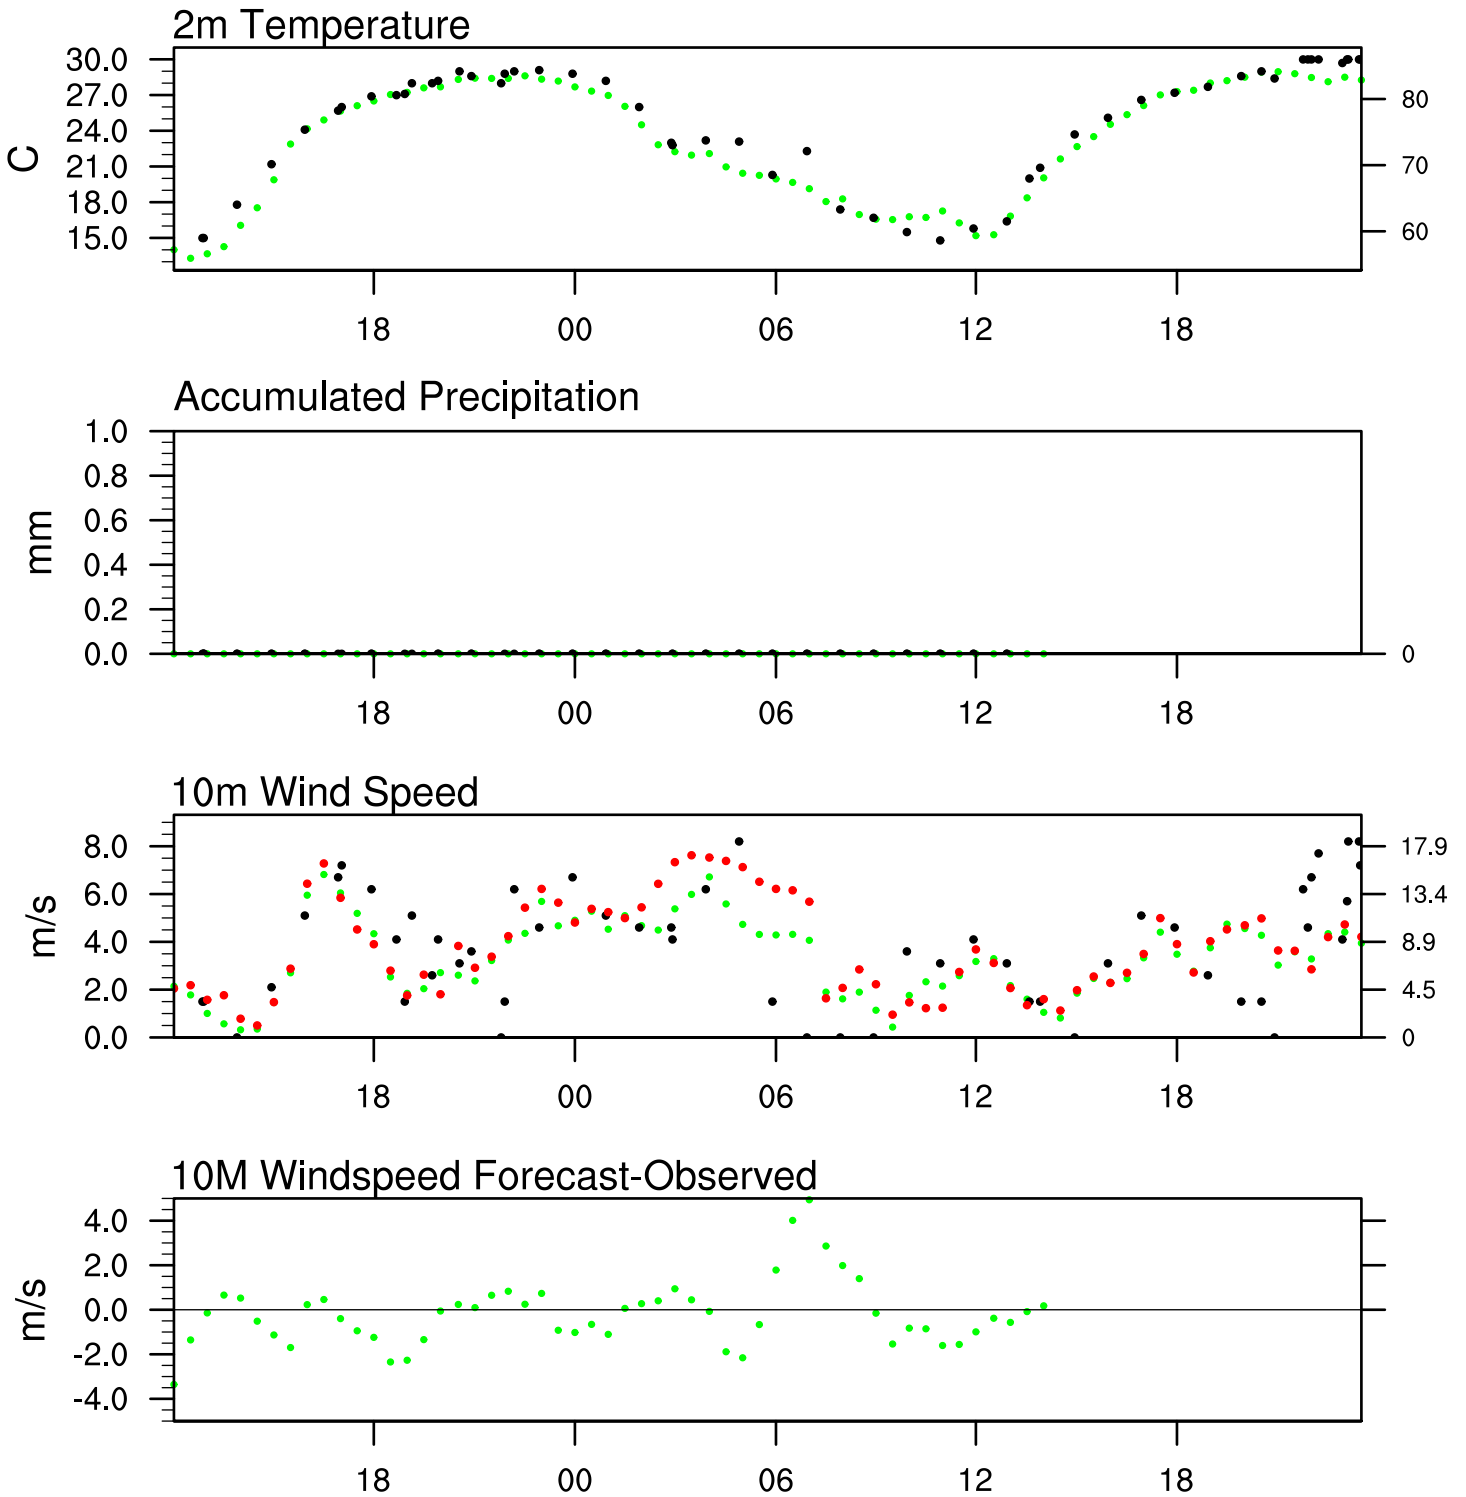 2m Temperature
30.0
27.0
24.0
21.0
18.0
15.0
C
80
70
60
18 00 06 12 18
Accumulated Precipitation
1.0
0.8
0.6
0.4
0.2
0.0
mm
0
18 00 06 12 18
10m Wind Speed
8.0
6.0
4.0
2.0
0.0
m/s
17.9
13.4
8.9
4.5
0
18 00 06 12 18
10M Windspeed Forecast-Observed
4.0
2.0
0.0
-2.0
-4.0
m/s
18 00 06 12 18